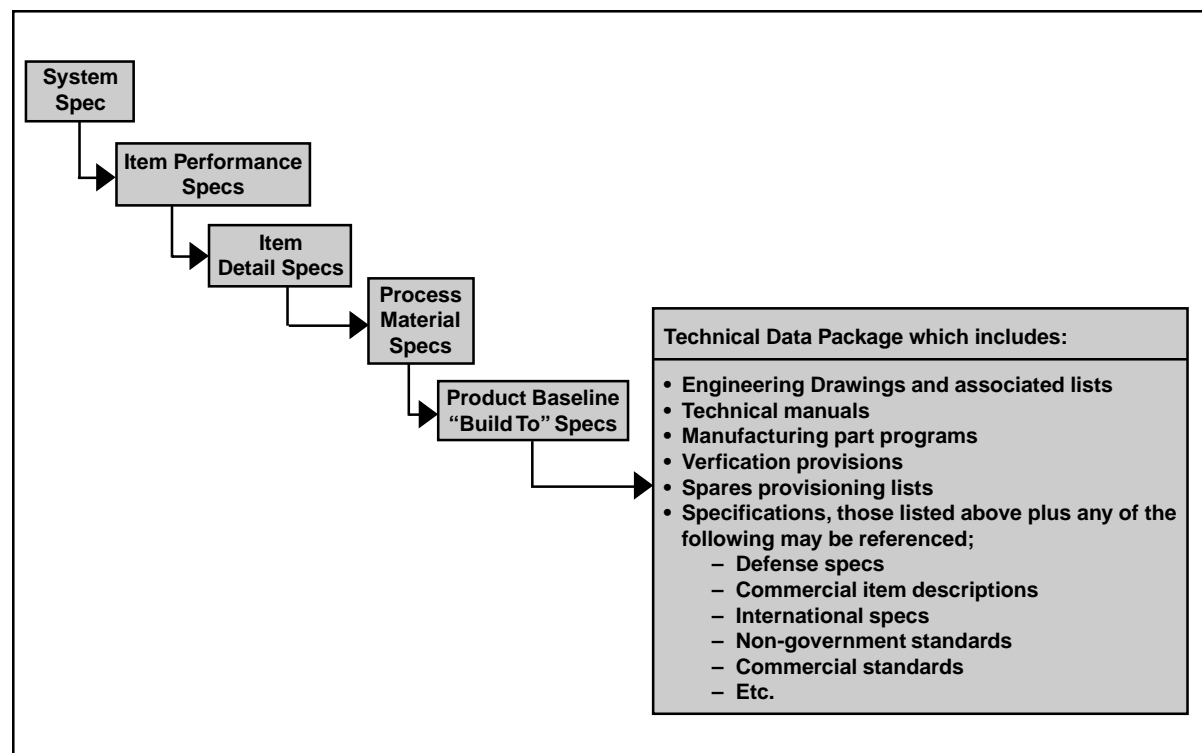 System
Spec
Item Performance
Specs
Item
Detail Specs
Process
Material
Specs
Product Baseline
“Build To” Specs
Technical Data Package which includes:
• Engineering Drawings and associated lists
• Technical manuals
• Manufacturing part programs
• Verfication provisions
• Spares provisioning lists
• Specifications, those listed above plus any of the
following may be referenced;
– Defense specs
– Commercial item descriptions
– International specs
– Non-government standards
– Commercial standards
– Etc.